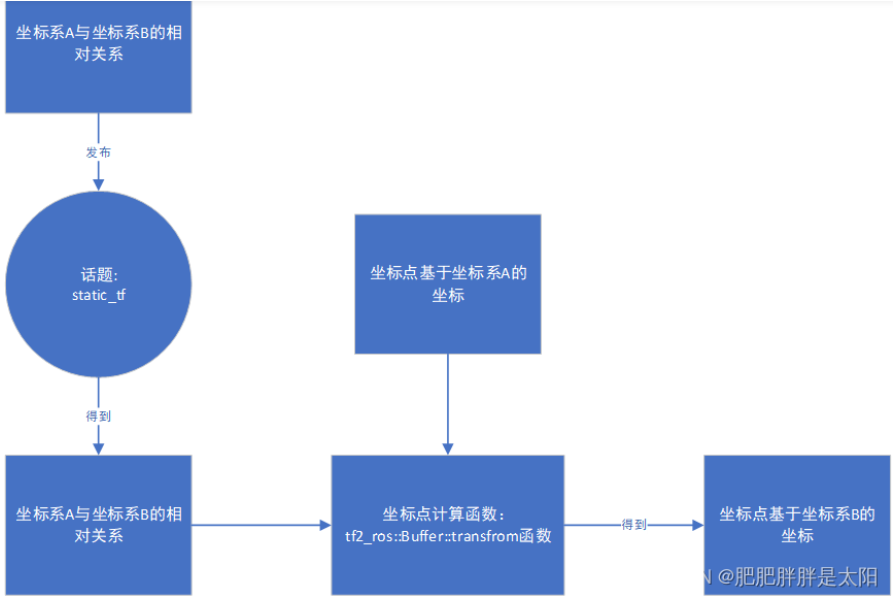 坐标系A与坐标系B的相
对关系
发布
话题:
static_tf
坐标点基于坐标系A的
坐标
得到
坐标系A与坐标系B的相
对关系
坐标点计算函数：
tf2_ros::Buffer::transfrom函数
得到
坐标点基于坐标系B的
坐标
N @肥肥胖胖是太阳